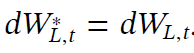 dW*_{L,t} = dW_{L,t}.